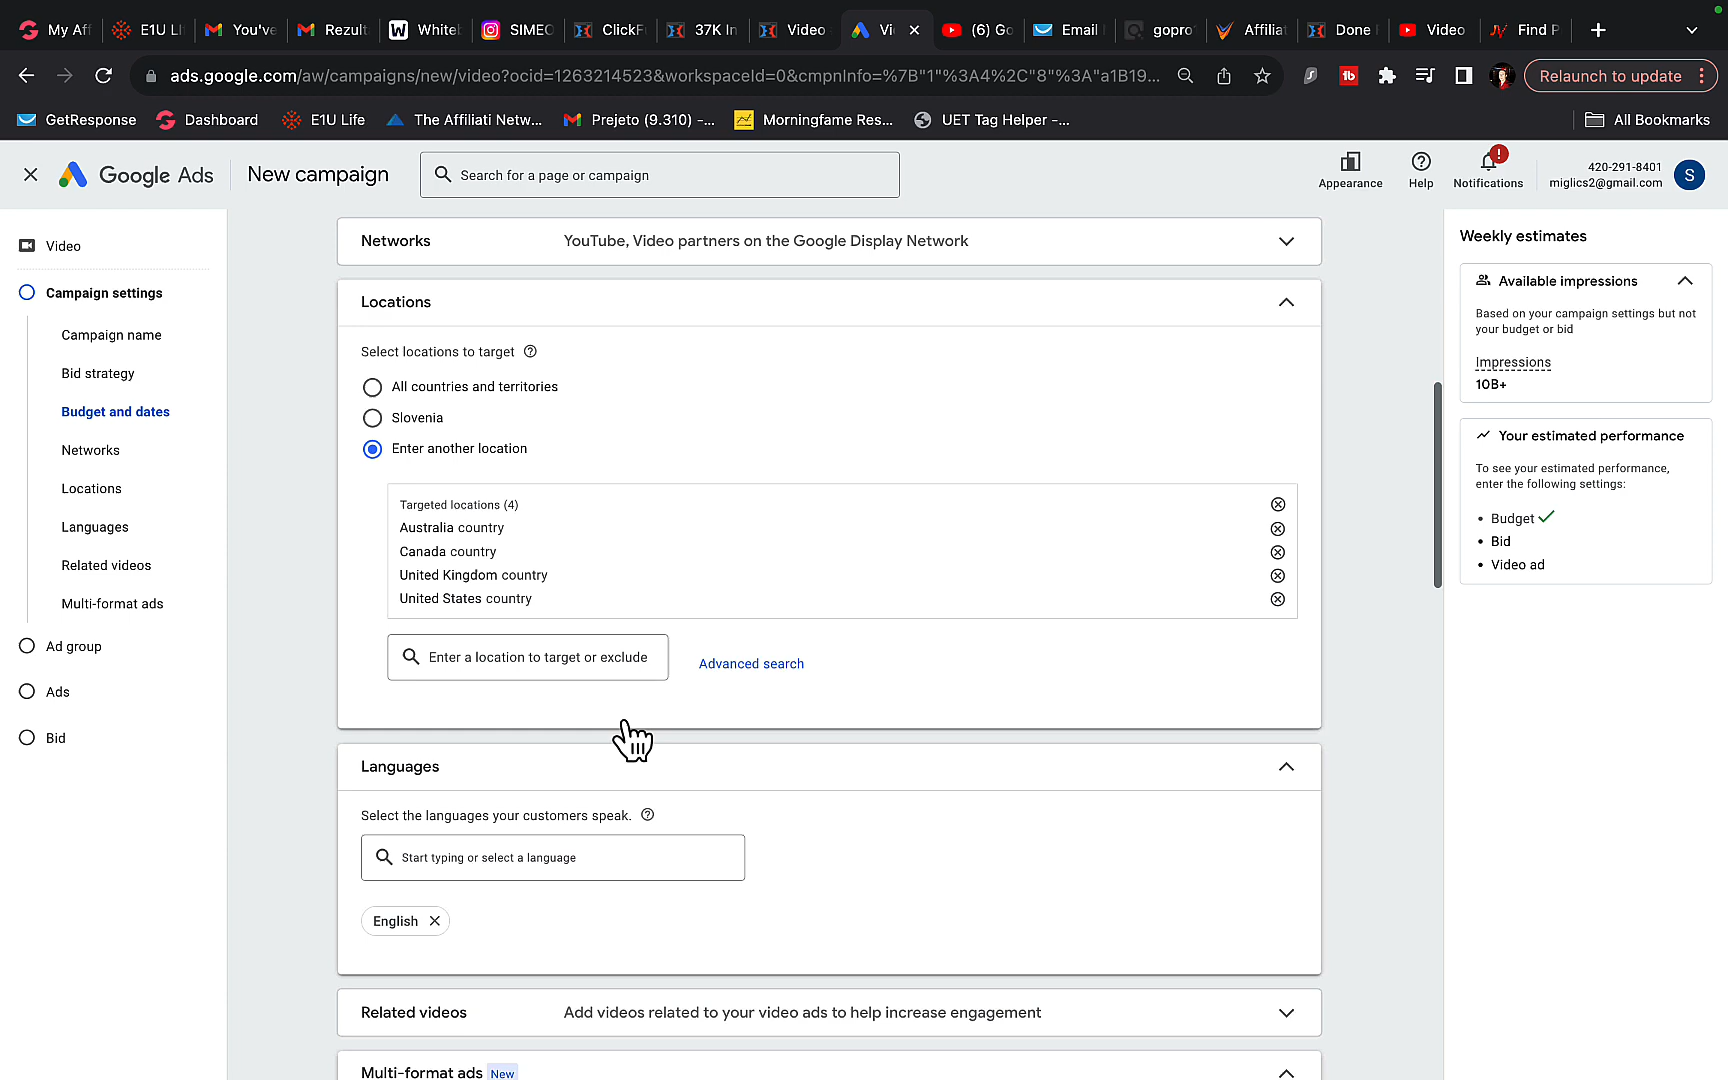 My Aff
E1U LI
You've
Rezult
White
SIMEO
ClickF
37K In
Video
Vi
(6) Go
Email
gopro
Affiliat
Done
Video
Find P
ads.google.com/aw/campaigns/new/video?ocid=1263214523&workspaceId=0&cmpnInfo=%7B"1"%3A4%2C"8"%3A"a1B19...
Relaunch to update
GetResponse
Dashboard
E1U Life
The Affiliati Netw...
Prejeto (9.310) -...
Morningfame Res...
UET Tag Helper -...
All Bookmarks
Google Ads
New campaign
Search for a page or campaign
Appearance
Help
Notifications
420-291-8401
miglics2@gmail.com
S
Video
Campaign settings
Campaign name
Bid strategy
Budget and dates
Networks
Locations
Languages
Related videos
Multi-format ads
Ad group
Ads
Bid
Networks
YouTube, Video partners on the Google Display Network
Locations
Select locations to target
All countries and territories
Slovenia
Enter another location
Targeted locations (4)
Australia country
Canada country
United Kingdom country
United States country
Enter a location to target or exclude
Advanced search
Languages
Select the languages your customers speak.
Start typing or select a language
English
Related videos
Add videos related to your video ads to help increase engagement
Multi-format ads New
Weekly estimates
Available impressions
Based on your campaign settings but not
your budget or bid
Impressions
10B+
Your estimated performance
To see your estimated performance,
enter the following settings:
• Budget
• Bid
• Video ad